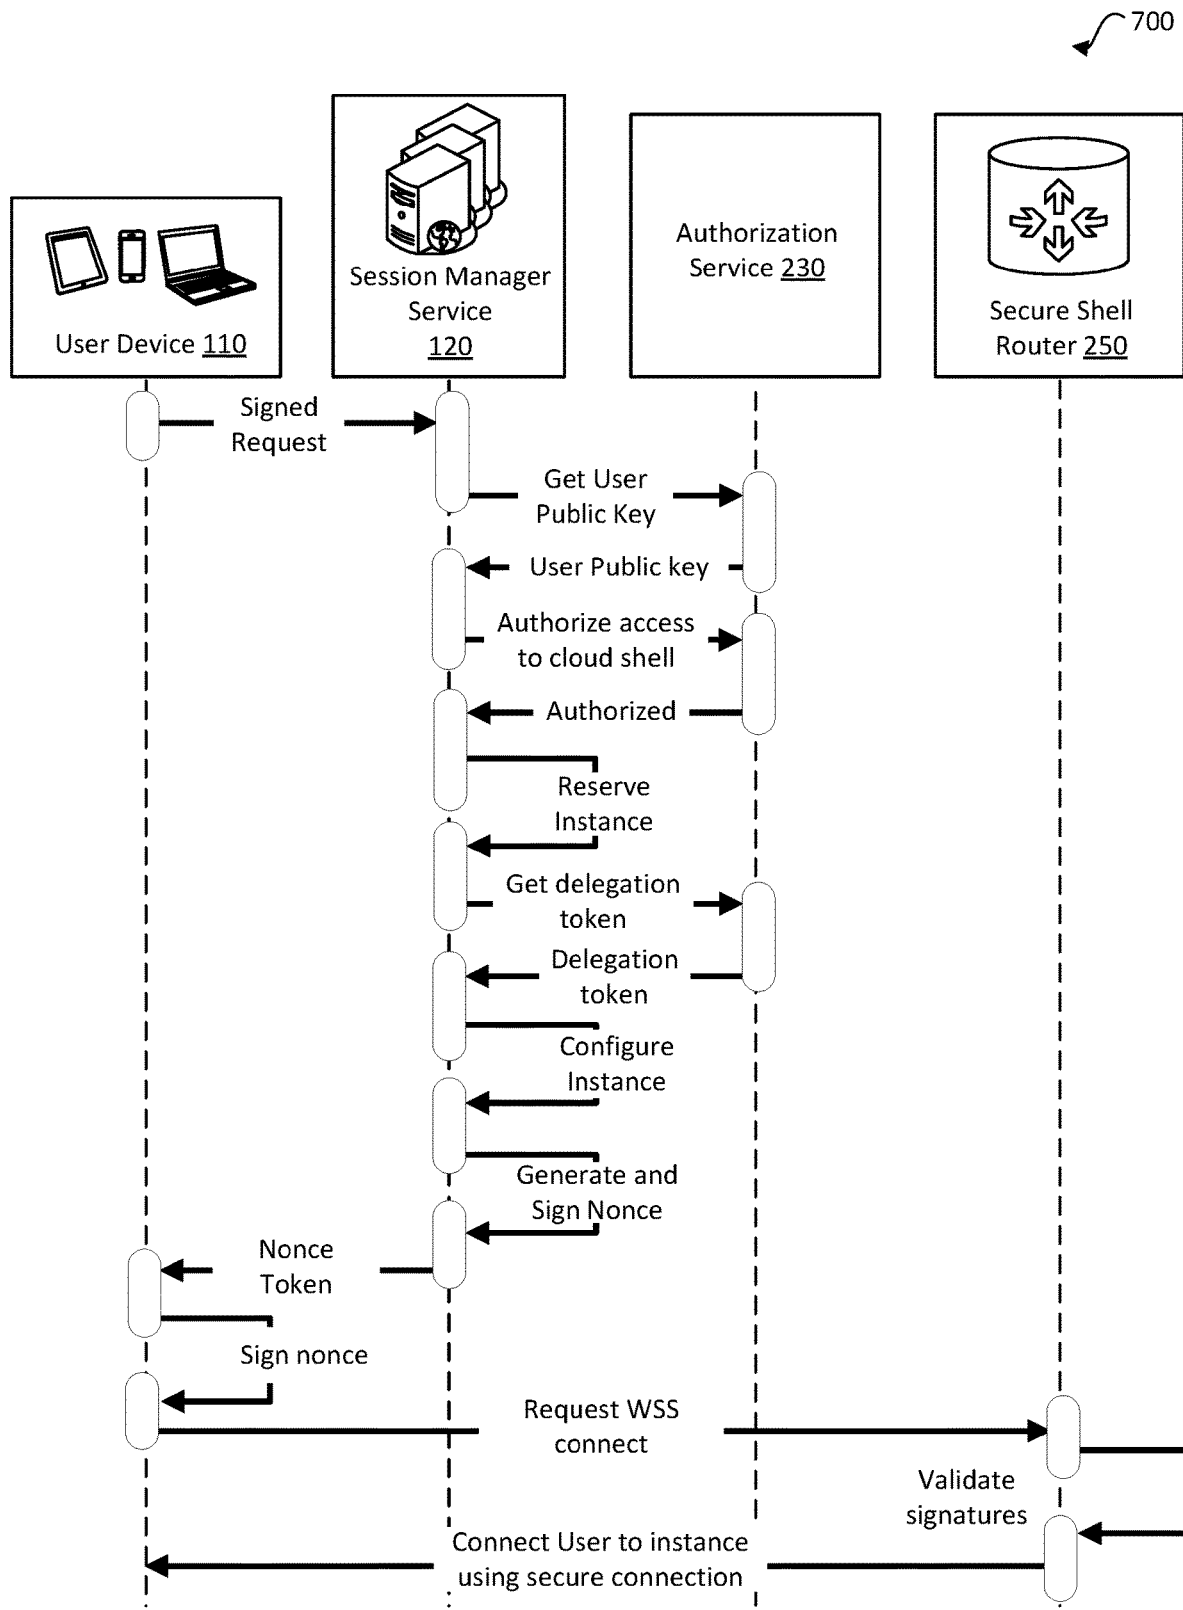 700
User Device 110
Session Manager
Service
120
Authorization
Service 230
Secure Shell
Router 250
Signed
Request
Get User
Public Key
User Public key
Authorize access
to cloud shell
Authorized
Reserve
Instance
Get delegation
token
Delegation
token
Configure
Instance
Generate and
Sign Nonce
Nonce
Token
Sign nonce
Request WSS
connect
Validate
signatures
Connect User to instance
using secure connection